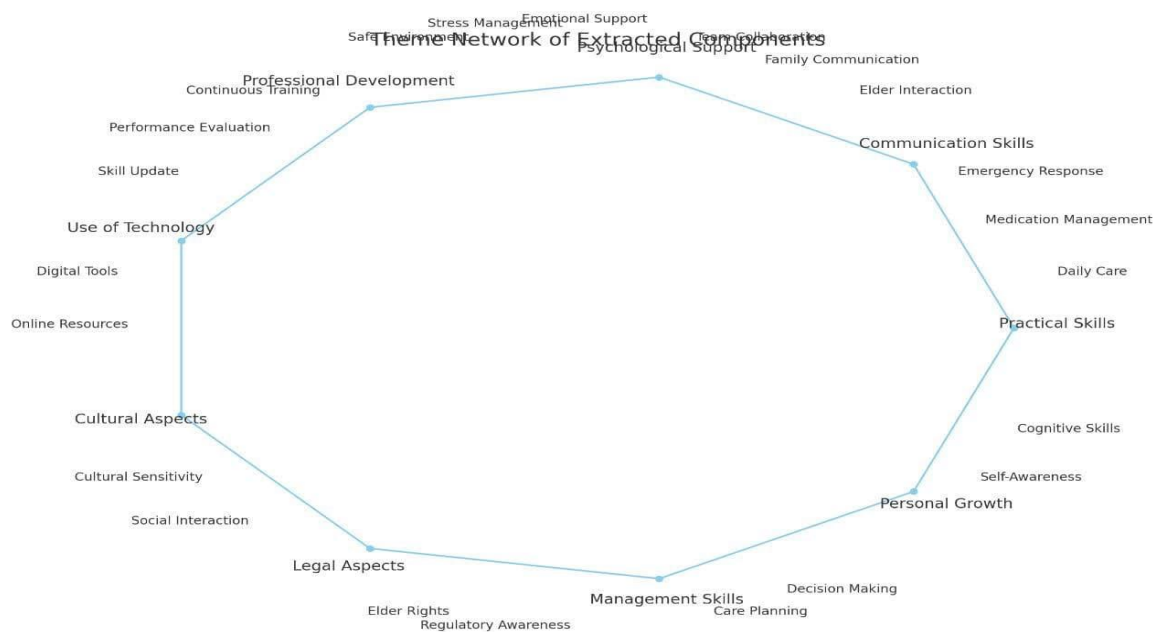 Emotional Support
Stress Management
Safe Environment
Team Collaboration
Theme Network of Extracted Components
Psychological Support
Family Communication
Professional Development
Continuous Training
Elder Interaction
Performance Evaluation
Communication Skills
Skill Update
Emergency Response
Medication Management
Use of Technology
Digital Tools
Daily Care
Online Resources
Practical Skills
Cultural Aspects
Cognitive Skills
Cultural Sensitivity
Self-Awareness
Personal Growth
Social Interaction
Legal Aspects
Decision Making
Management Skills
Elder Rights
Care Planning
Regulatory Awareness